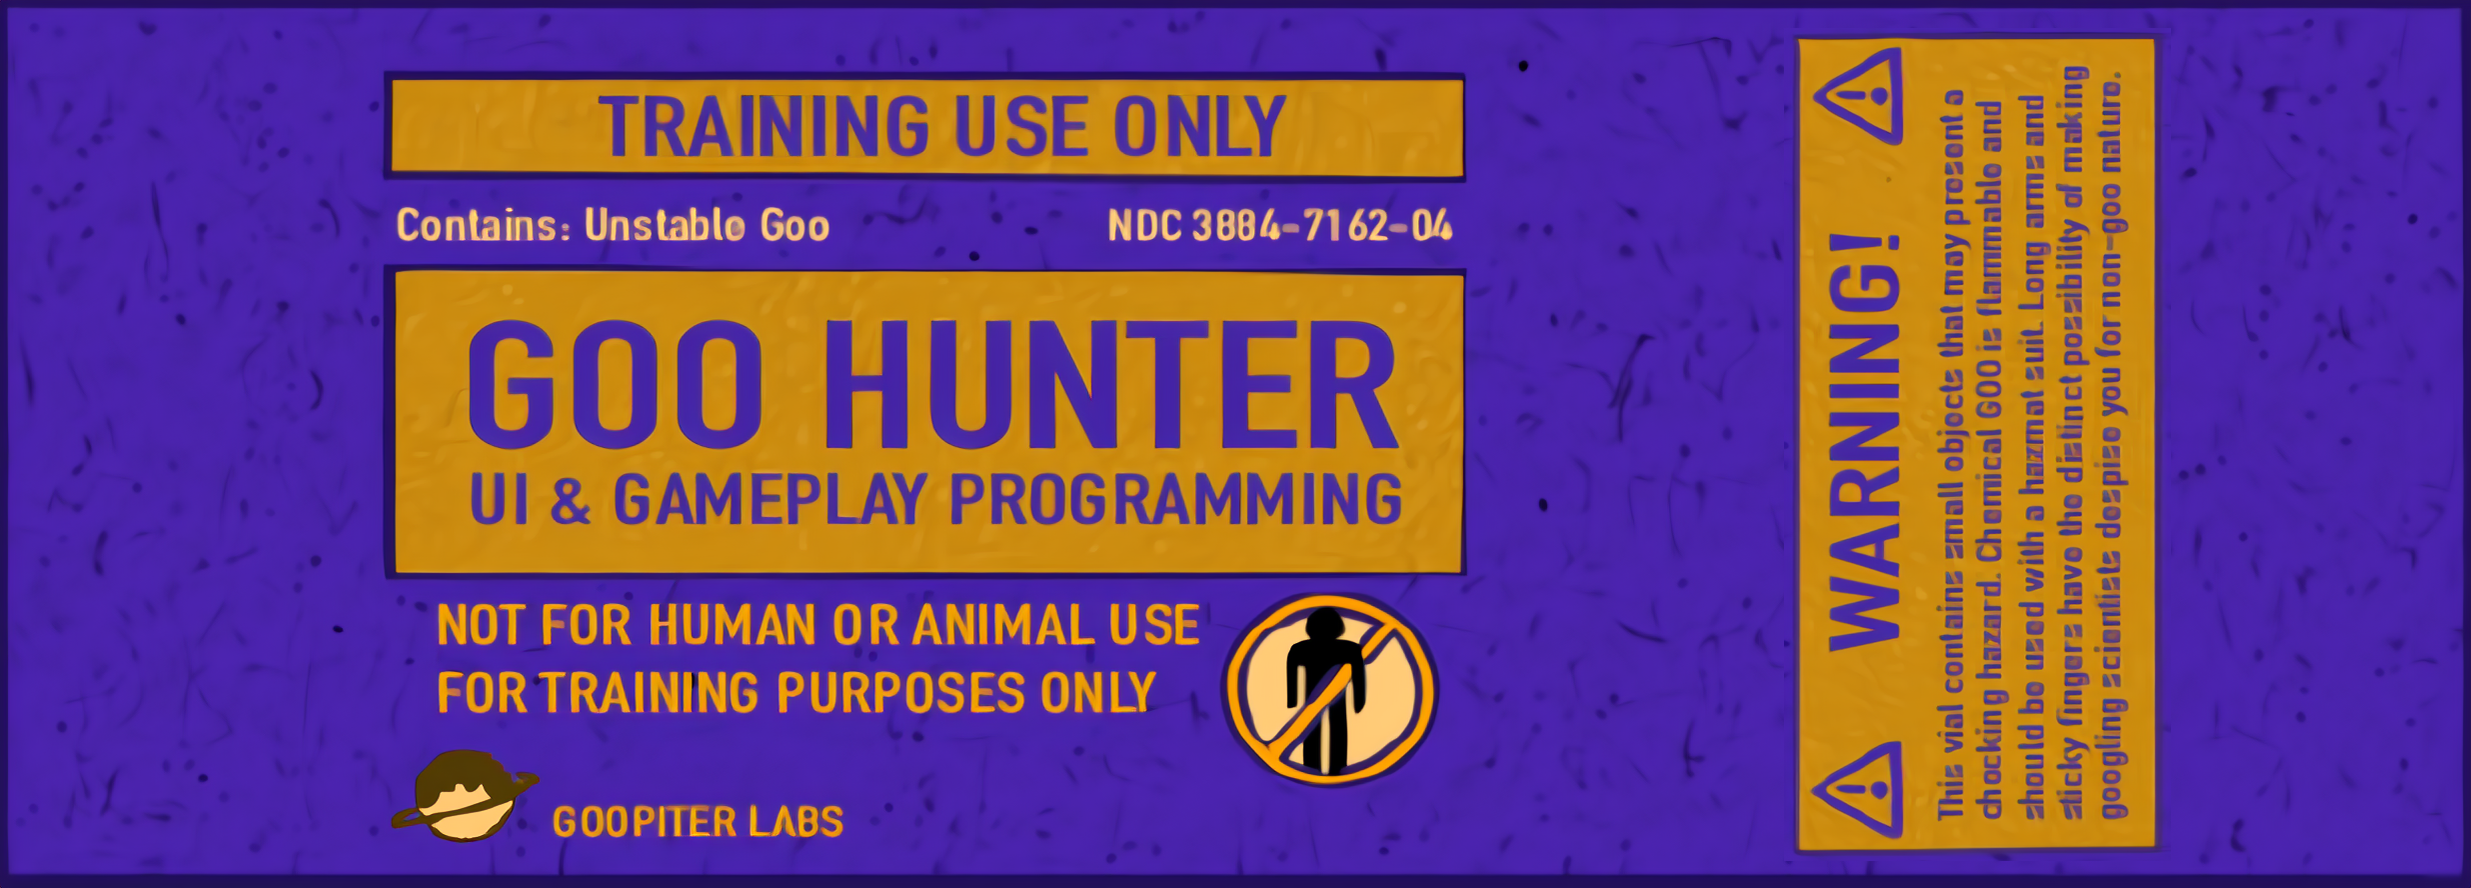 TRAINING USE ONLY
Contains: Unstable Goo
NDC 3884-7162-04
GOO HUNTER
UI & GAMEPLAY PROGRAMMING
NOT FOR HUMAN OR ANIMAL USE
FOR TRAINING PURPOSES ONLY
GOOPITER LABS
WARNING!
This vial contains small objects that may present a
chocking hazard. Chemical GOO is flammable and
should be used with a hazmat suit. Long arms and
sticky fingers have the distinct possibility of making
googling scientists despise you for non-goo nature.